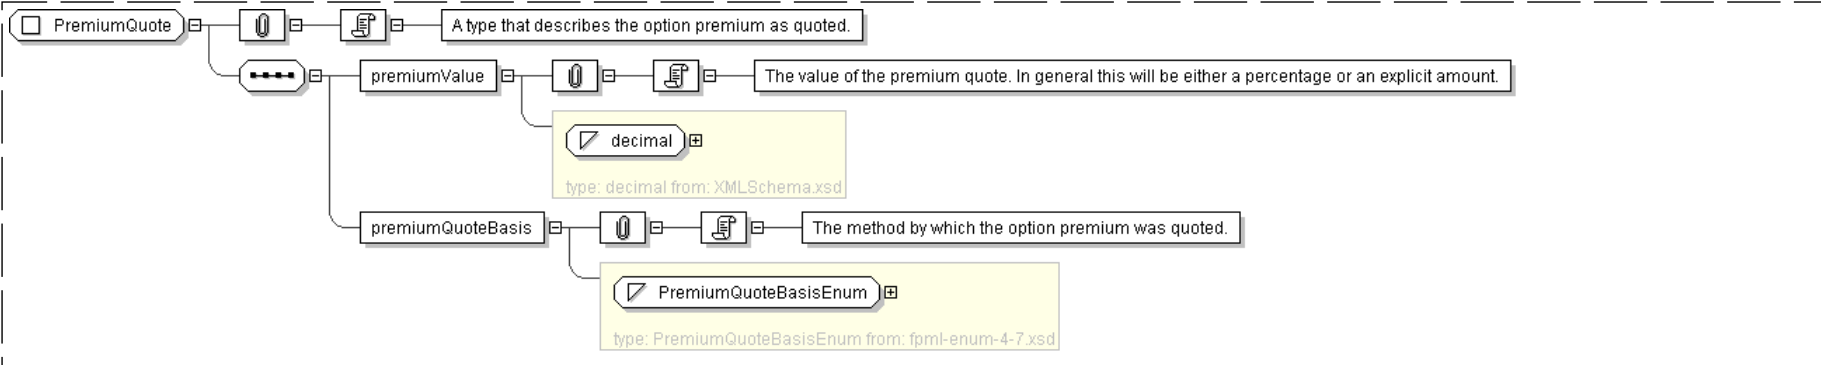 PremiumQuote A type that describes the option premium as quoted.
premiumValue The value of the premium quote. In general this will be either a percentage or an explicit amount.
decimal
type: decimal from: XMLSchema.xsd
premiumQuoteBasis The method by which the option premium was quoted.
PremiumQuoteBasisEnum
type: PremiumQuoteBasisEnum from: fpml-enum-4-7.xsd